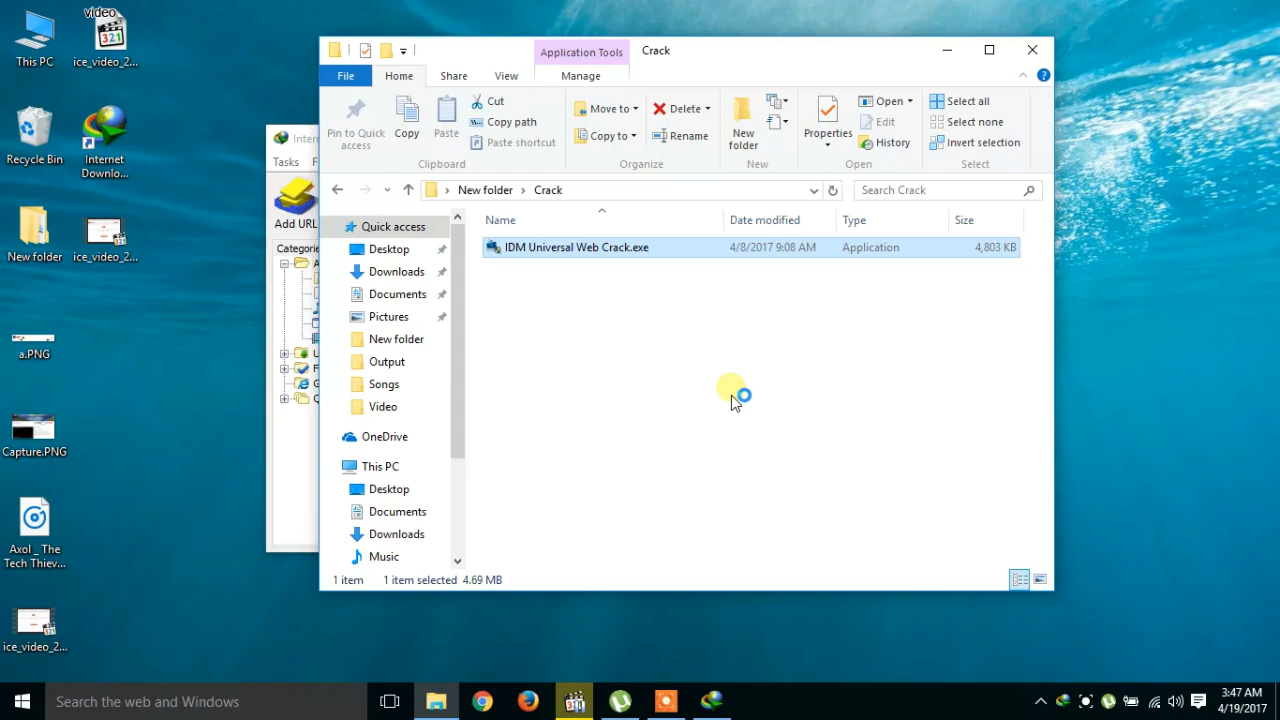 This PC
video
321
ice_video_2...
Recycle Bin
Internet
Downlo...
New folder
ice_video_2...
a.PNG
Capture.PNG
Axol _ The
Tech Thiev...
ice_video_2...
Tasks
Add URL
Categories
Application Tools
Crack
File
Home
Share
View
Manage
Pin to Quick
access
Copy
Paste
Cut
Copy path
Paste shortcut
Clipboard
Move to
Copy to
Delete
Rename
Organize
New
folder
New
Properties
Open
Edit
History
Open
Select all
Select none
Invert selection
Select
New folder
Crack
Search Crack
Name
Date modified
Type
Size
IDM Universal Web Crack.exe
4/8/2017 9:08 AM
Application
4,803 KB
Quick access
Desktop
Downloads
Documents
Pictures
New folder
Output
Songs
Video
OneDrive
This PC
Desktop
Documents
Downloads
Music
1 item
1 item selected 4.69 MB
Search the web and Windows
3:47 AM
4/19/2017